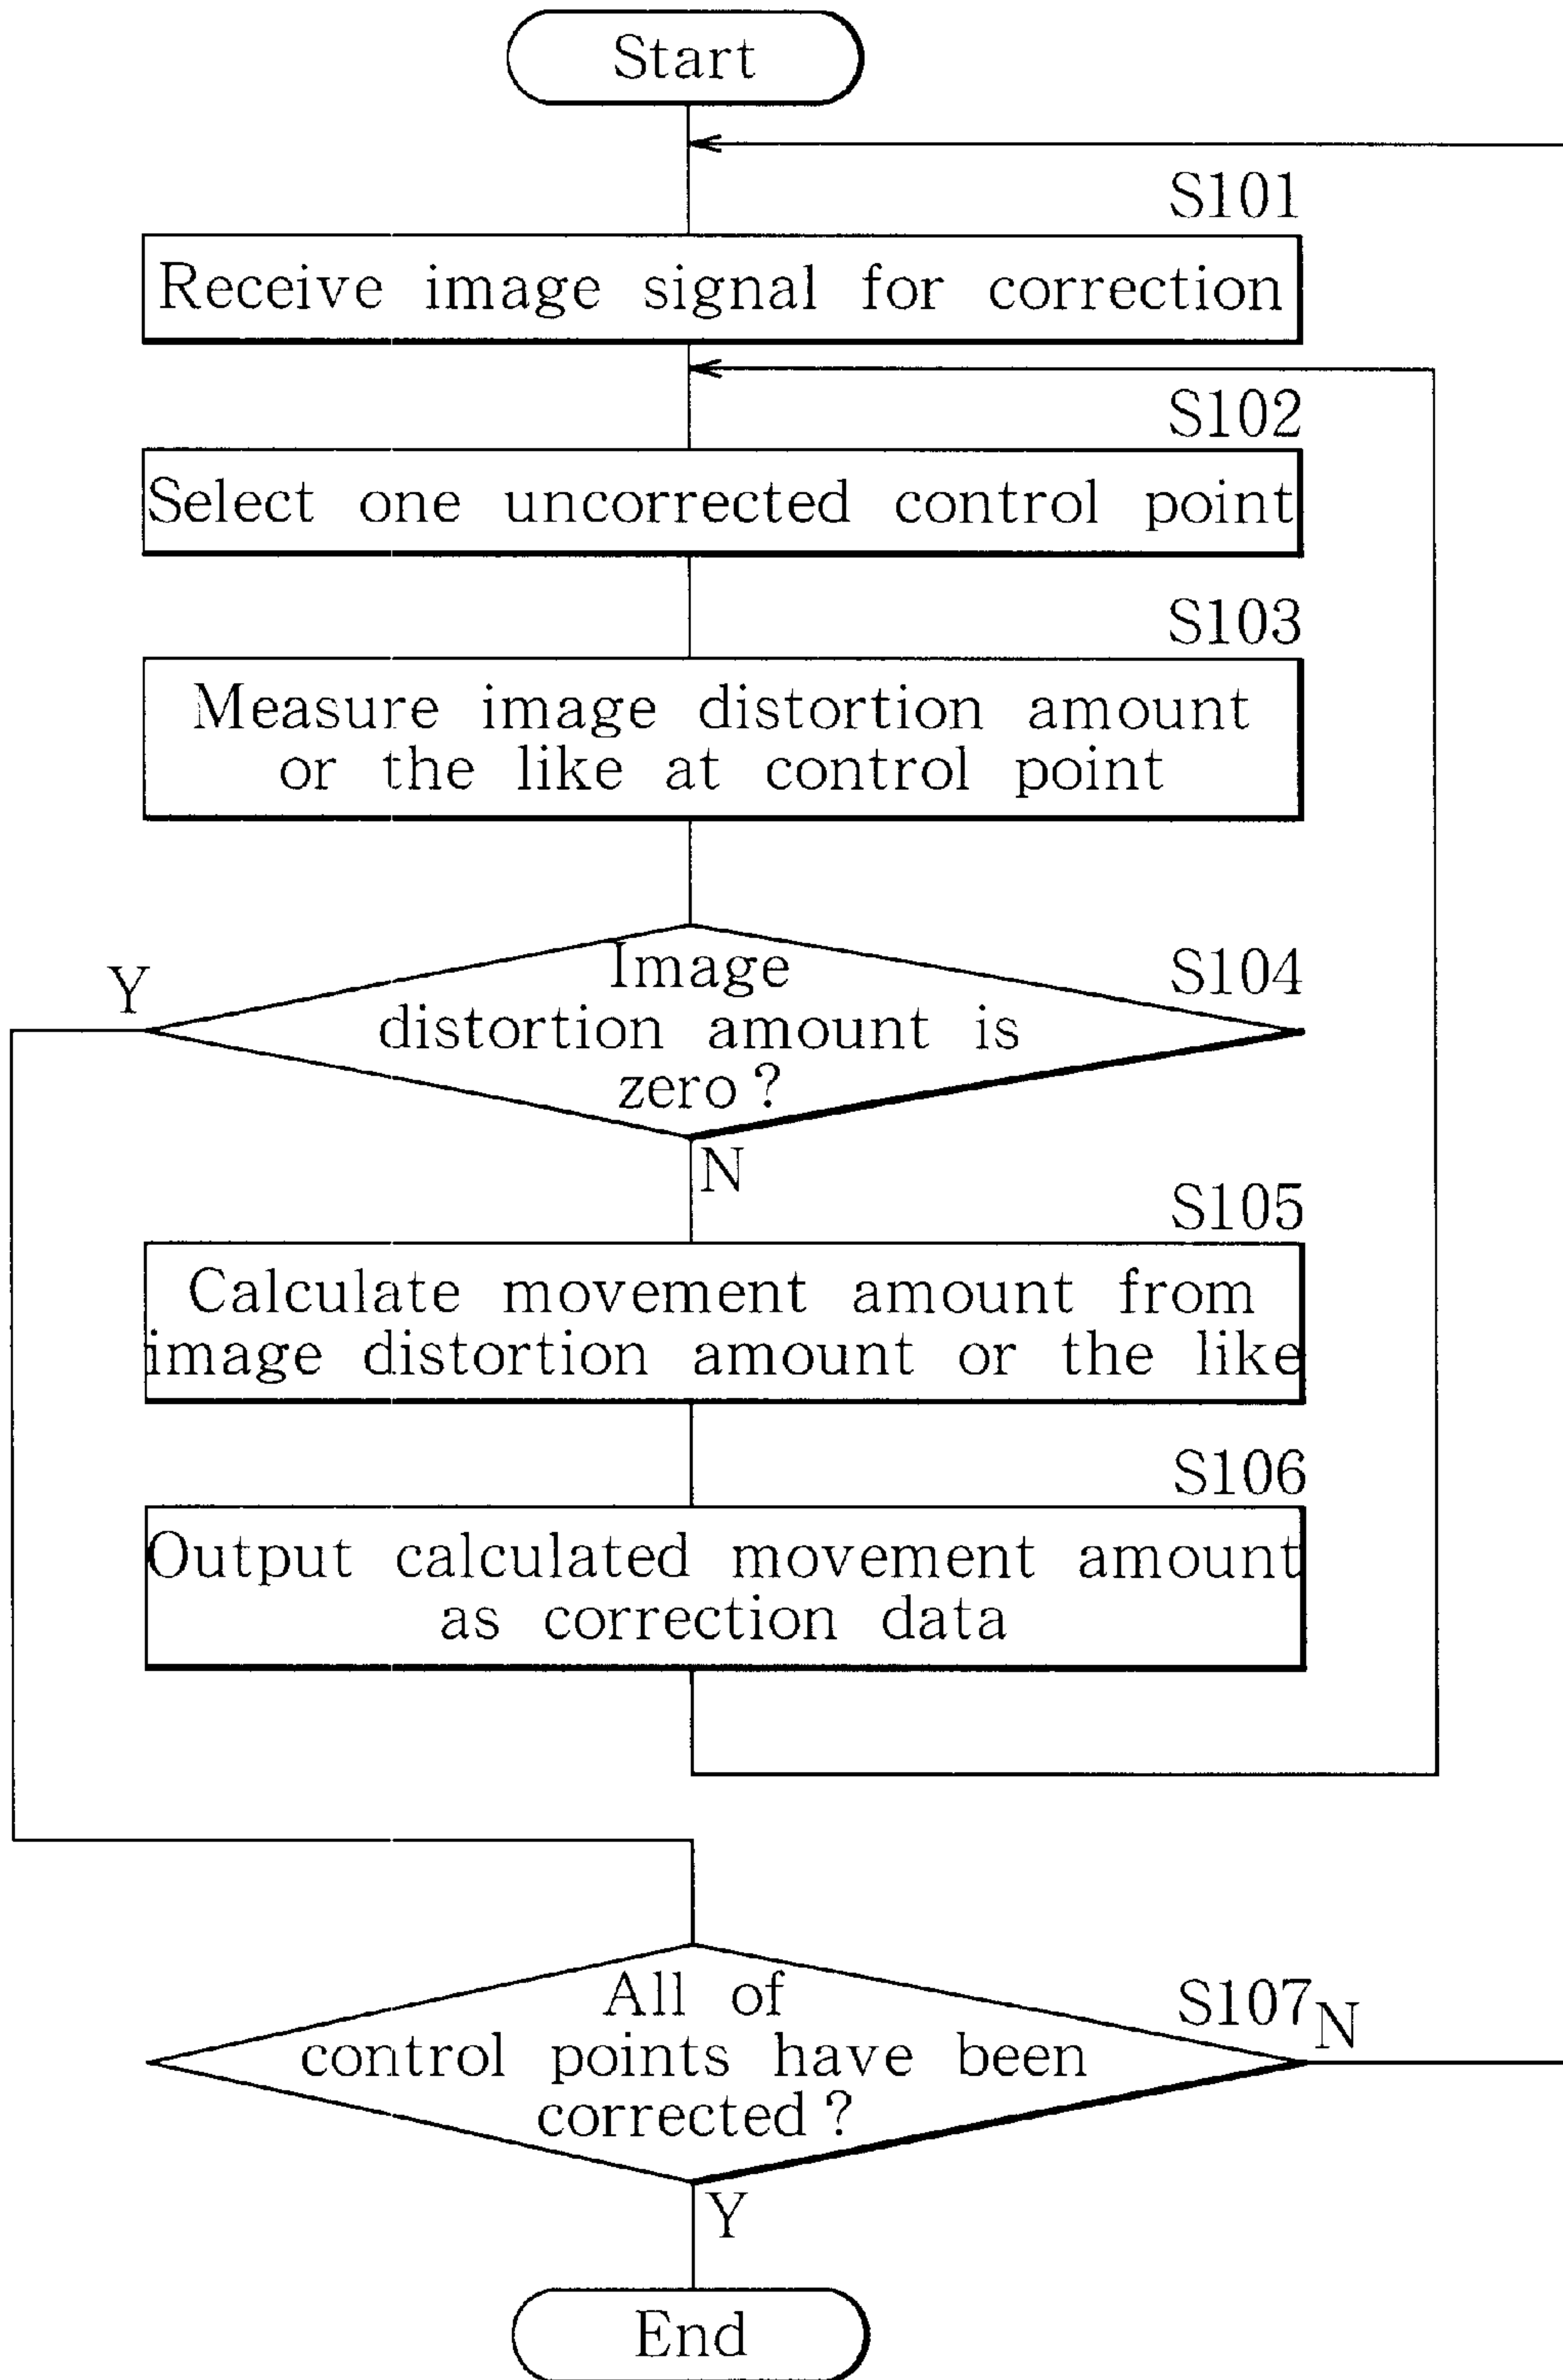 Start
S101
Receive image signal for correction
S102
Select one uncorrected control point
S103
Measure image distortion amount
or the like at control point
S104
Y
Image
distortion amount is
zero?
N
S105
Calculate movement amount from
image distortion amount or the like
S106
Output calculated movement amount
as correction data
S107
N
All of
control points have been
corrected?
Y
End